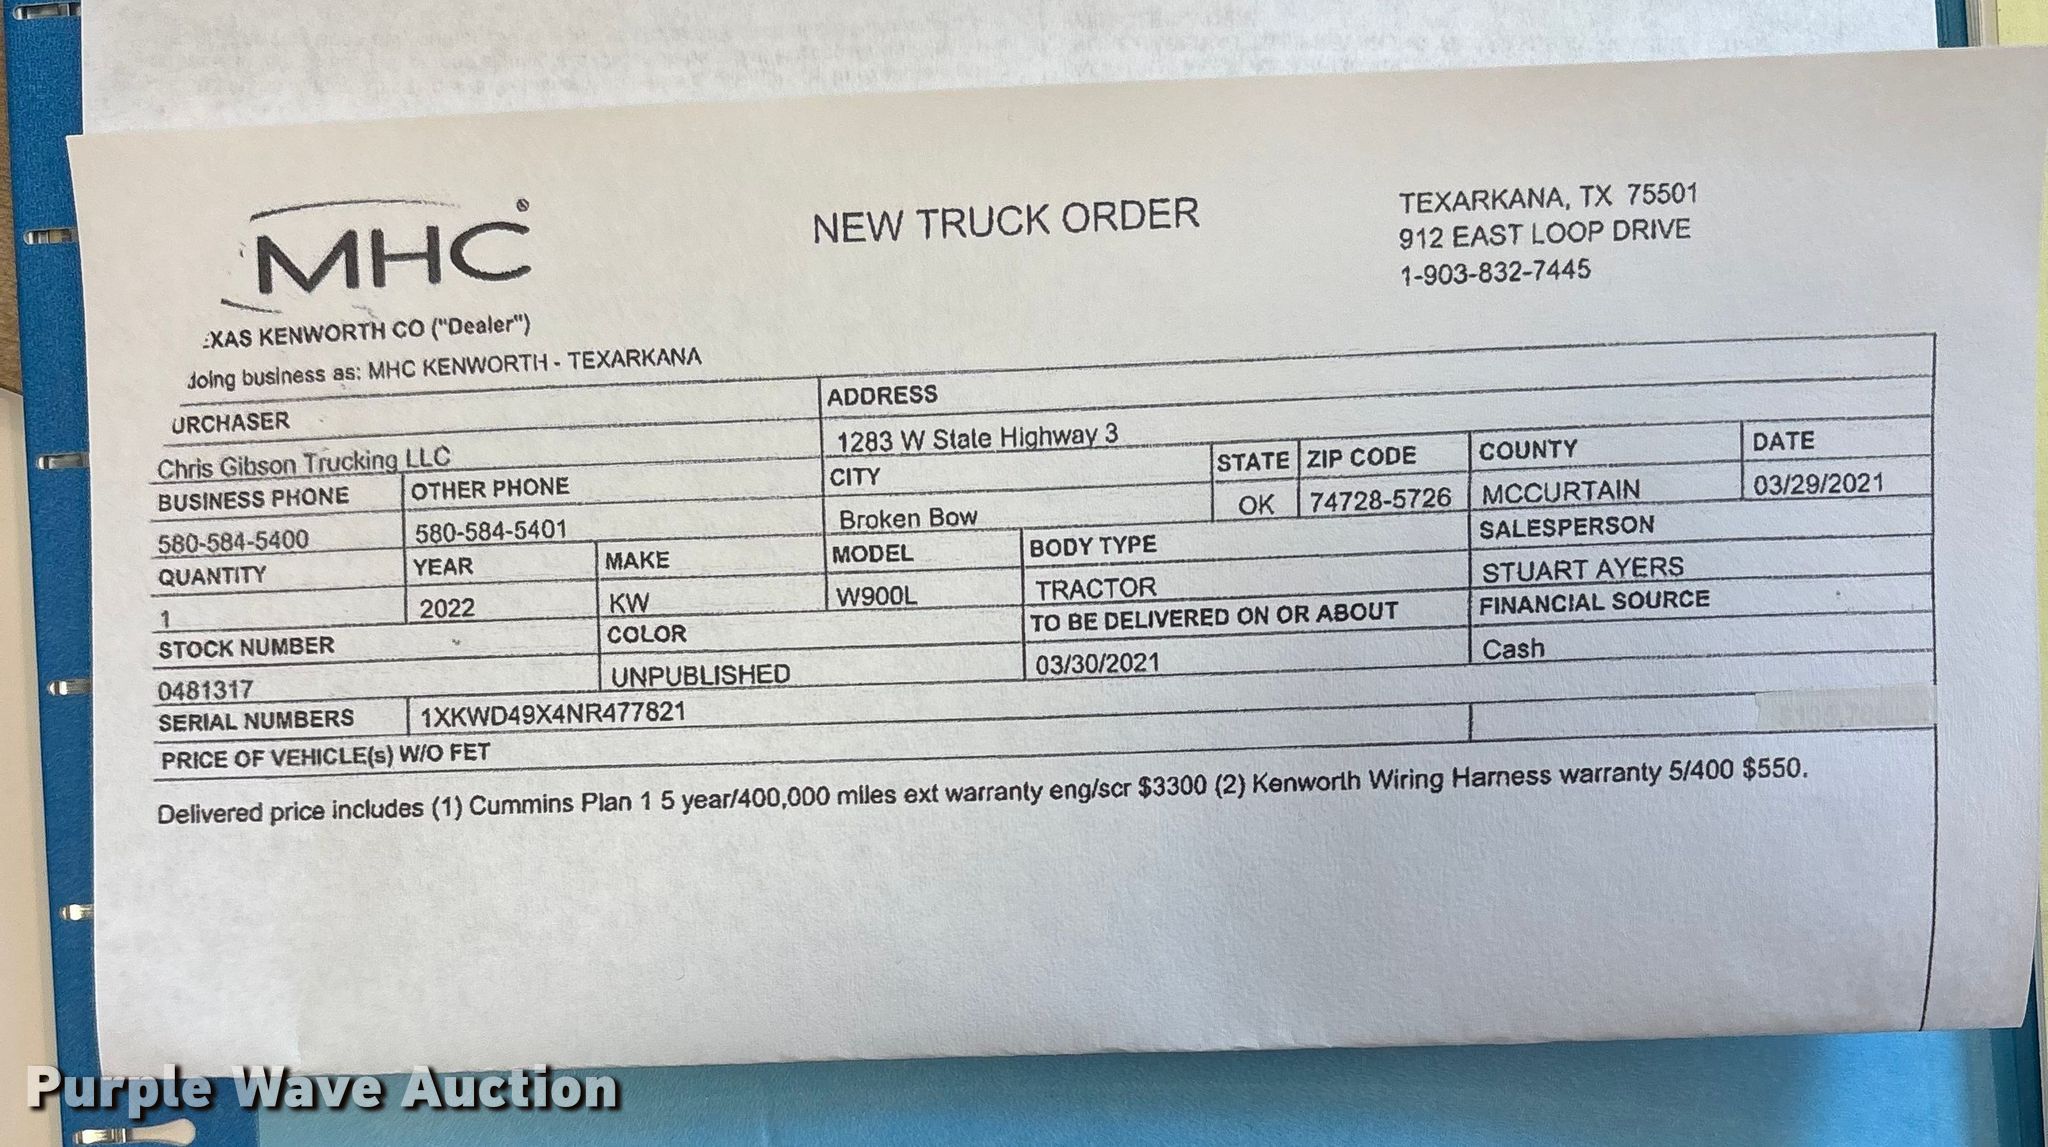 MHC
NEW TRUCK ORDER
TEXARKANA, TX 75501
912 EAST LOOP DRIVE
1-903-832-7445
XAS KENWORTH CO ("Dealer")
doing business as: MHC KENWORTH - TEXARKANA
URCHASER ADDRESS
Chris Gibson Trucking LLC 1283 W State Highway 3
BUSINESS PHONE OTHER PHONE CITY STATE ZIP CODE COUNTY DATE
580-584-5400 580-584-5401 Broken Bow OK 74728-5726 MCCURTAIN 03/29/2021
QUANTITY YEAR MAKE MODEL BODY TYPE SALESPERSON
1 2022 KW W900L TRACTOR STUART AYERS
STOCK NUMBER COLOR TO BE DELIVERED ON OR ABOUT FINANCIAL SOURCE
0481317 UNPUBLISHED 03/30/2021 Cash
SERIAL NUMBERS 1XKWD49X4NR477821
PRICE OF VEHICLE(s) W/O FET
Delivered price includes (1) Cummins Plan 1 5 year/400,000 miles ext warranty eng/scr $3300 (2) Kenworth Wiring Harness warranty 5/400 $550.
Purple Wave Auction